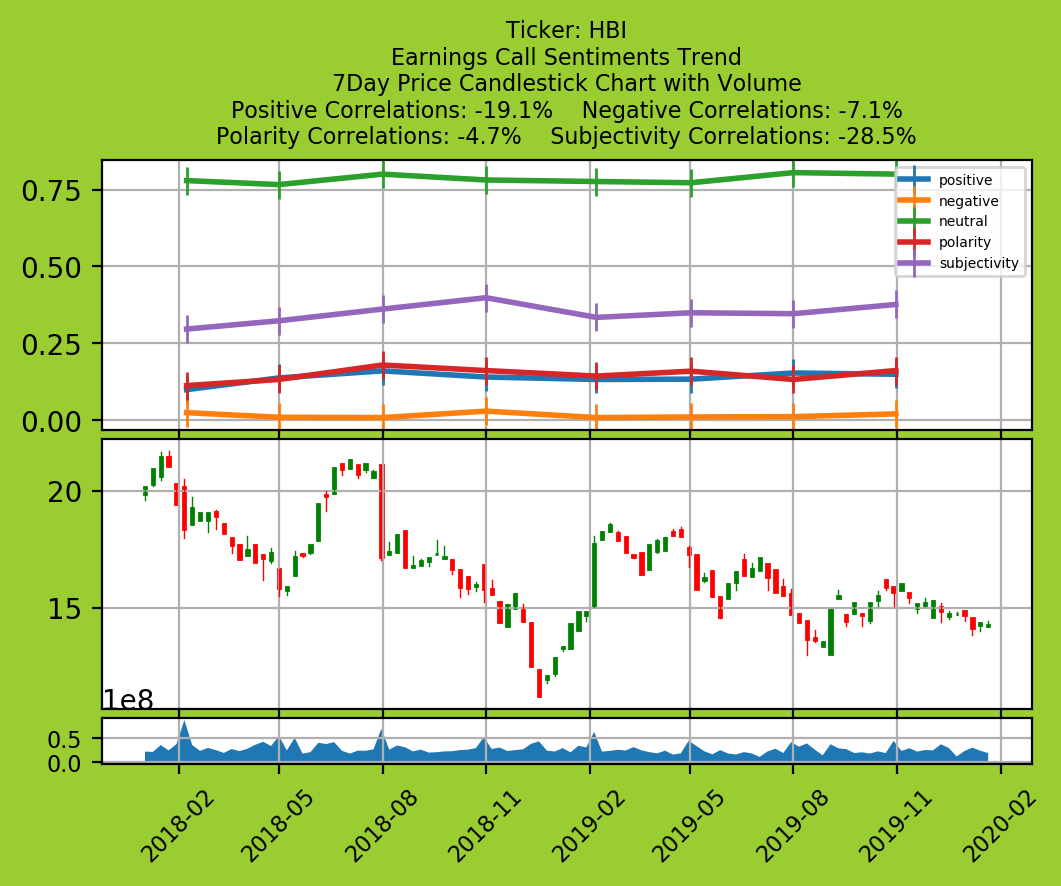 Ticker: HBI
Earnings Call Sentiments Trend
7Day Price Candlestick Chart with Volume
Positive Correlations: -19.1% Negative Correlations: -7.1%
Polarity Correlations: -4.7% Subjectivity Correlations: -28.5%
0.75
0.50
0.25
0.00
positive
negative
neutral
polarity
subjectivity
20
15
1e8
0.5
0.0
2018-02
2018-05
2018-08
2018-11
2019-02
2019-05
2019-08
2019-11
2020-02